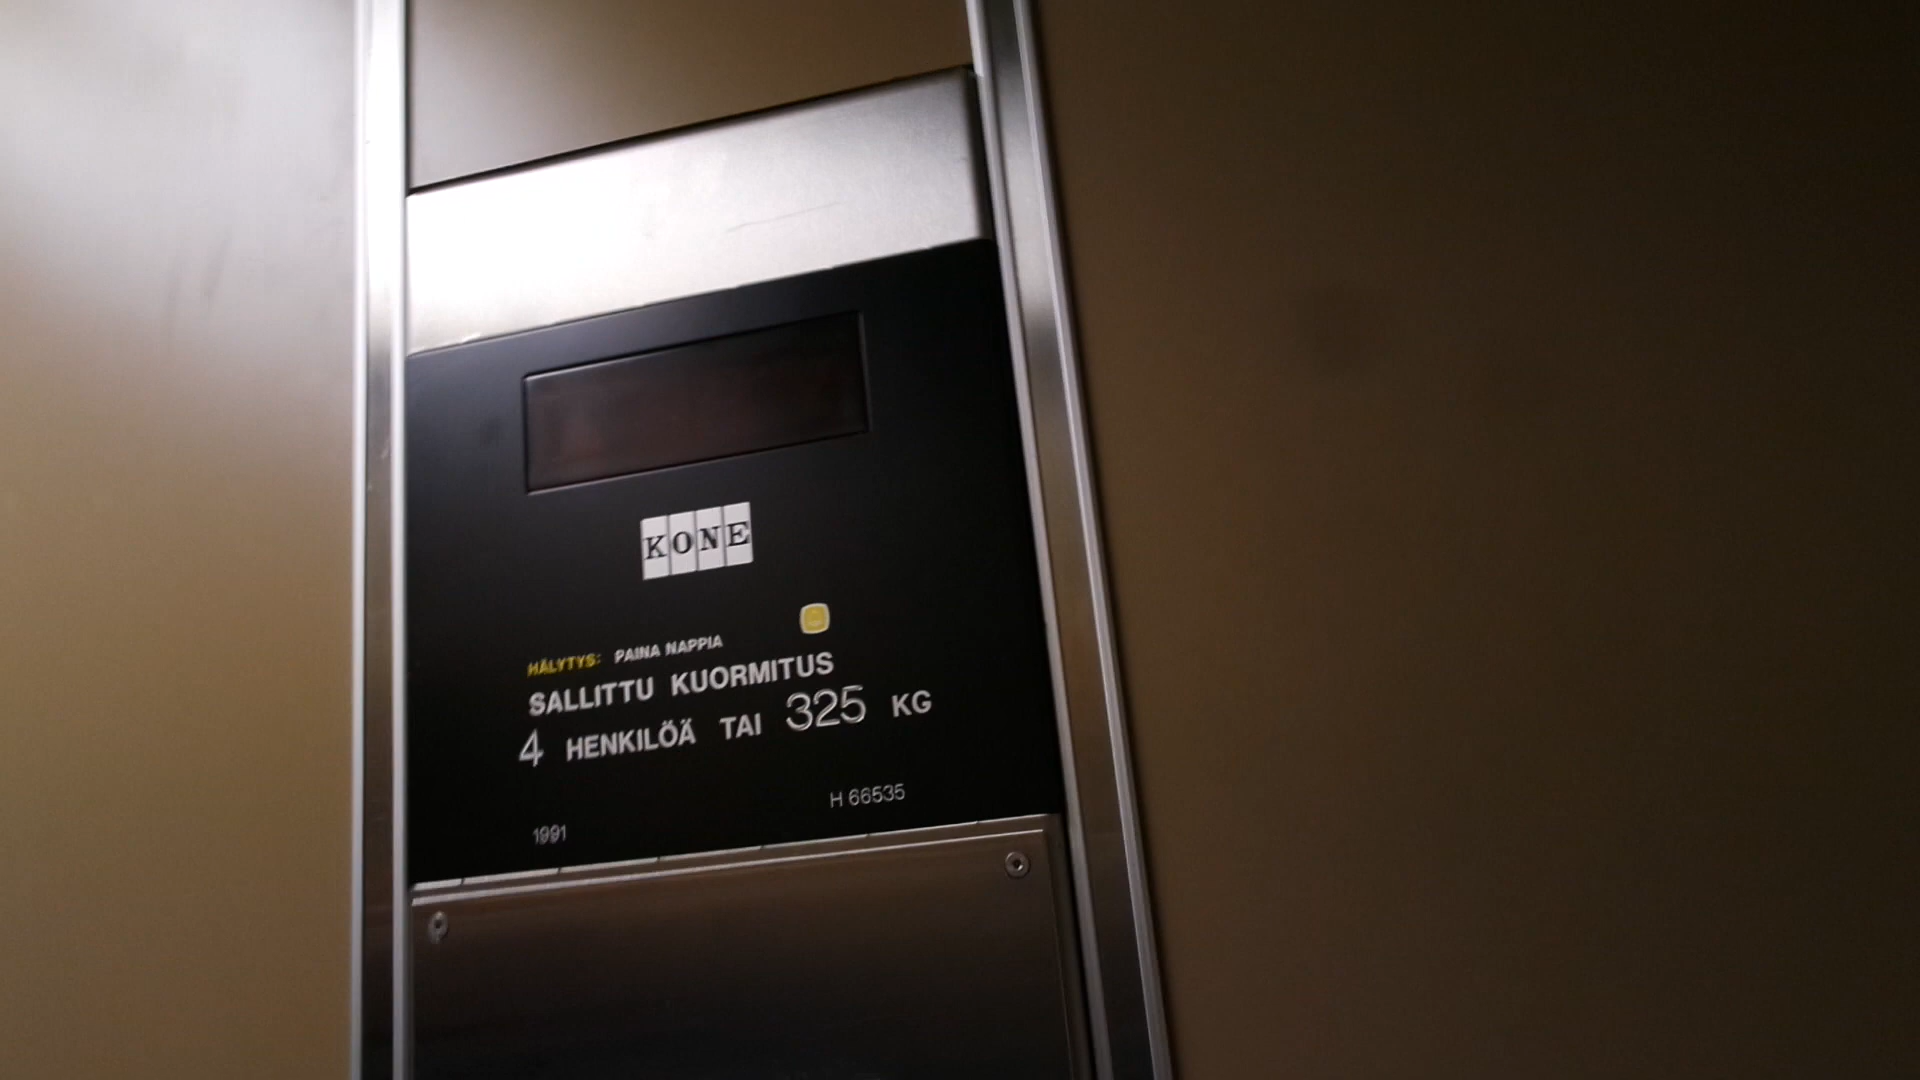 KONE
HÄLYTYS: PAINA NAPPIA
SALLITTU KUORMITUS
4 HENKILÖÄ TAI 325 KG
H 66535
1991